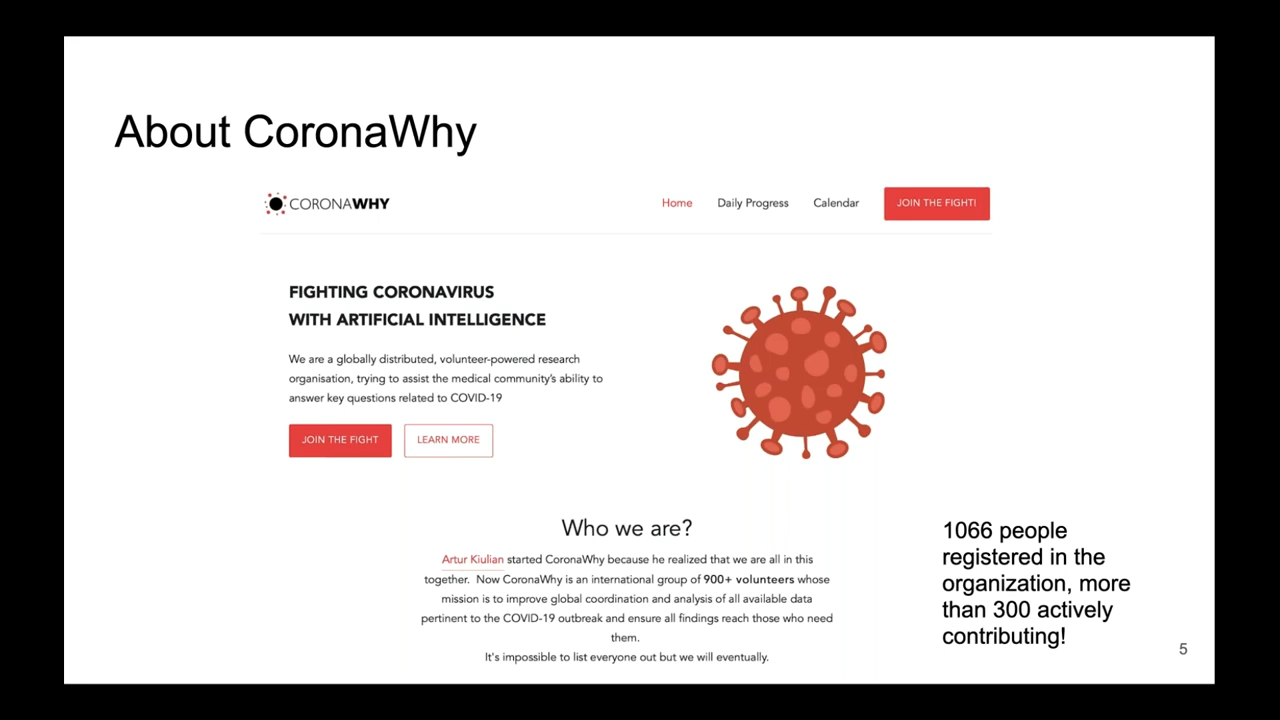 About CoronaWhy
CORONAWHY
Home Daily Progress Calendar JOIN THE FIGHT!
FIGHTING CORONAVIRUS
WITH ARTIFICIAL INTELLIGENCE
We are a globally distributed, volunteer-powered research
organisation, trying to assist the medical community's ability to
answer key questions related to COVID-19
JOIN THE FIGHT LEARN MORE
Who we are?
Artur Kiulian started CoronaWhy because he realized that we are all in this
together. Now CoronaWhy is an international group of 900+ volunteers whose
mission is to improve global coordination and analysis of all available data
pertinent to the COVID-19 outbreak and ensure all findings reach those who need
them.
It's impossible to list everyone out but we will eventually.
1066 people
registered in the
organization, more
than 300 actively
contributing!
5